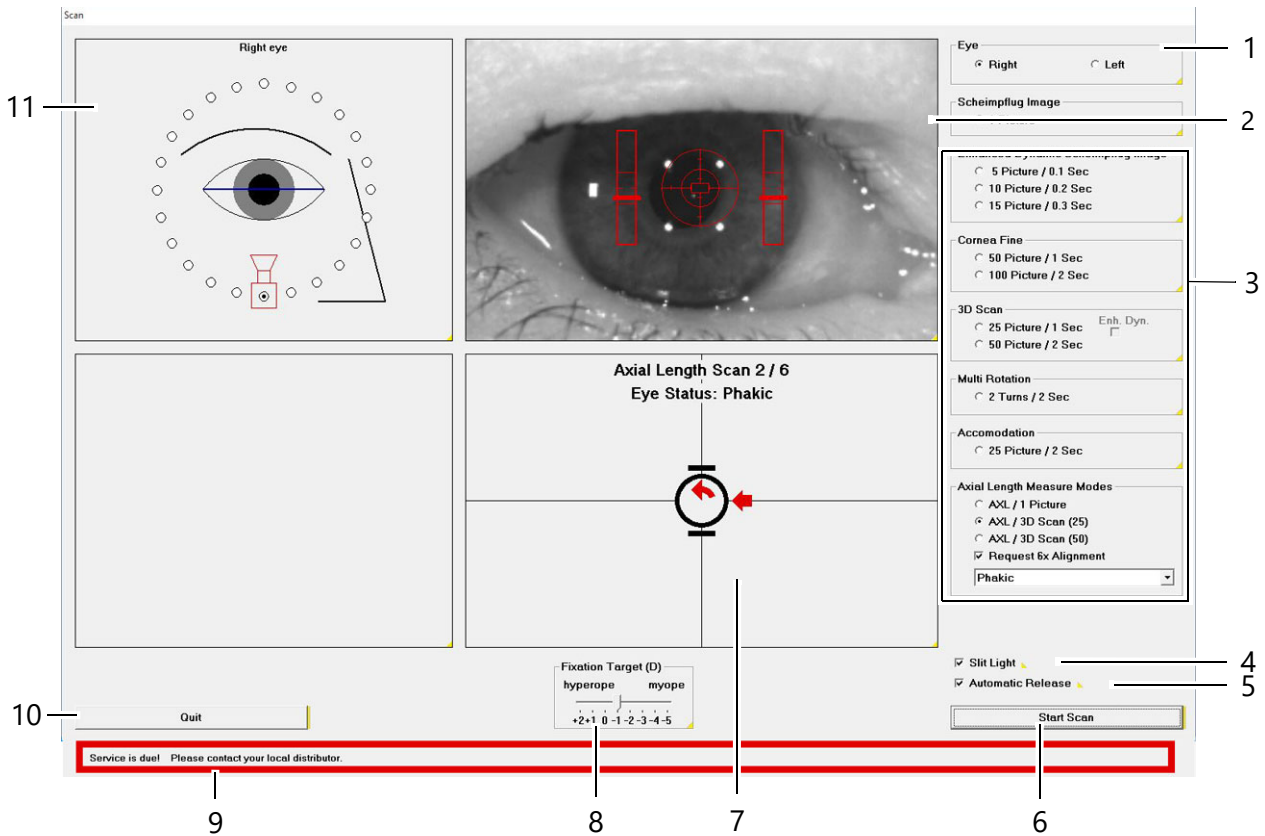 Scan
Right eye
Eye
Right
Left
1
Scheimpflug Image
2
11
5 Picture / 0.1 Sec
10 Picture / 0.2 Sec
15 Picture / 0.3 Sec
Cornea Fine
50 Picture / 1 Sec
100 Picture / 2 Sec
3
3D Scan
25 Picture / 1 Sec
Enh. Dyn.
50 Picture / 2 Sec
Multi Rotation
2 Turns / 2 Sec
Accomodation
25 Picture / 2 Sec
Axial Length Scan 2 / 6
Eye Status: Phakic
Axial Length Measure Modes
AXL / 1 Picture
AXL / 3D Scan (25)
AXL / 3D Scan (50)
Request 6x Alignment
Phakic
Slit Light
4
Automatic Release
5
Fixation Target (D)
hyperope myope
+2+1 0 -1 -2 -3 -4 -5
10
Quit
Start Scan
Service is due! Please contact your local distributor.
9
8
7
6